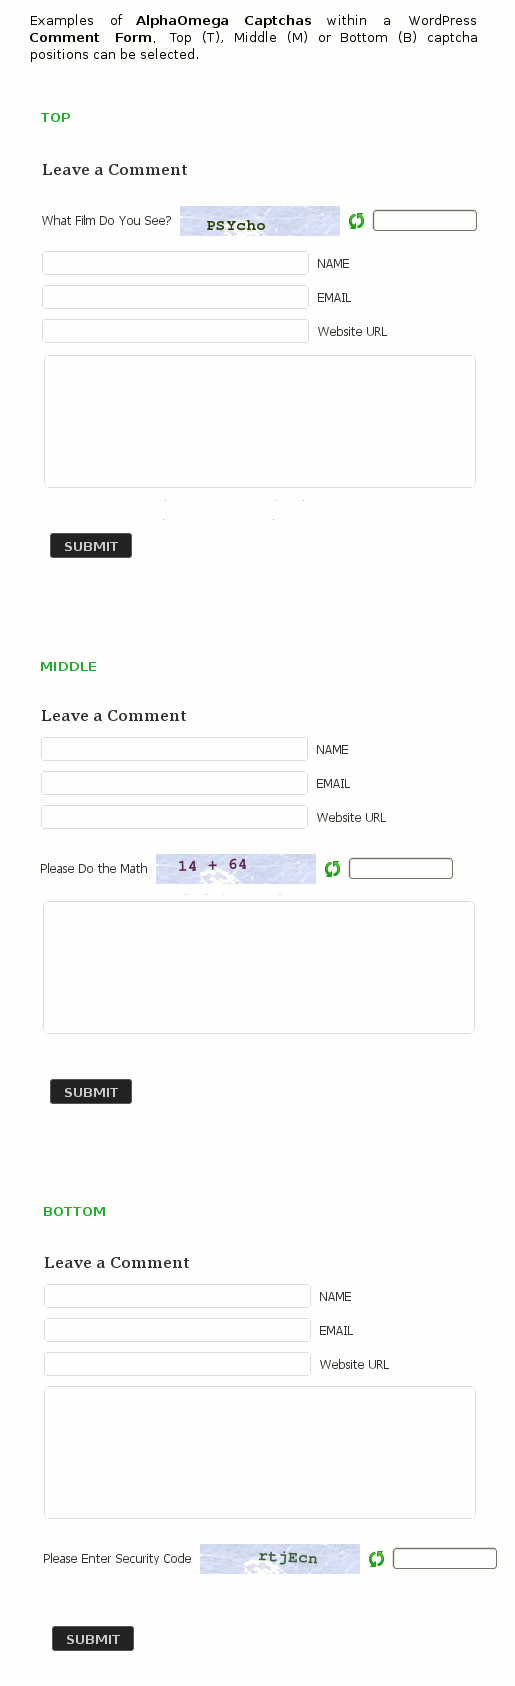 Examples of AlphaOmega Captchas within a WordPress
Comment Form. Top (T), Middle (M) or Bottom (B) captcha
positions can be selected.
TOP
Leave a Comment
What Film Do You See? PSYcho
NAME
EMAIL
Website URL
SUBMIT
MIDDLE
Leave a Comment
NAME
EMAIL
Website URL
Please Do the Math 14 + 64
SUBMIT
BOTTOM
Leave a Comment
NAME
EMAIL
Website URL
Please Enter Security Code rtjEcn
SUBMIT